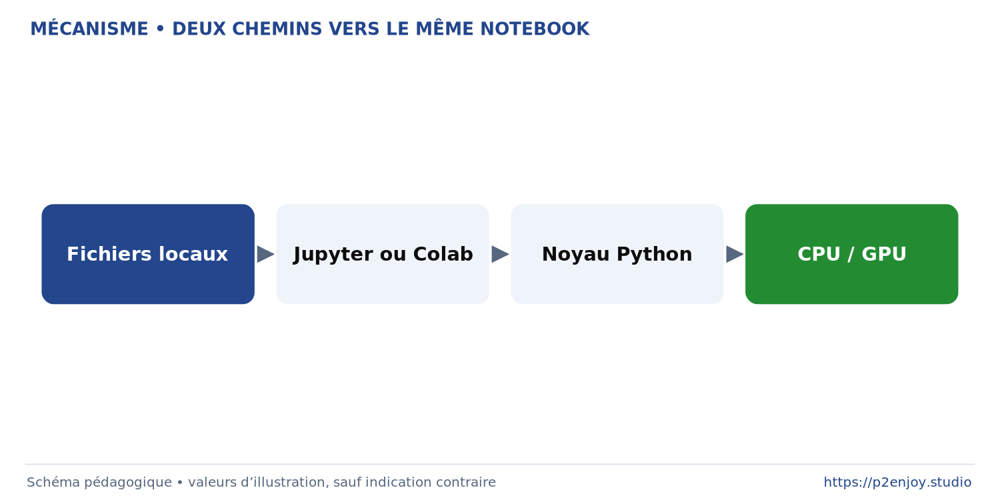 MÉCANISME • DEUX CHEMINS VERS LE MÊME NOTEBOOK
Fichiers locaux
Jupyter ou Colab
Noyau Python
CPU / GPU
Schéma pédagogique • valeurs d’illustration, sauf indication contraire
https://p2enjoy.studio